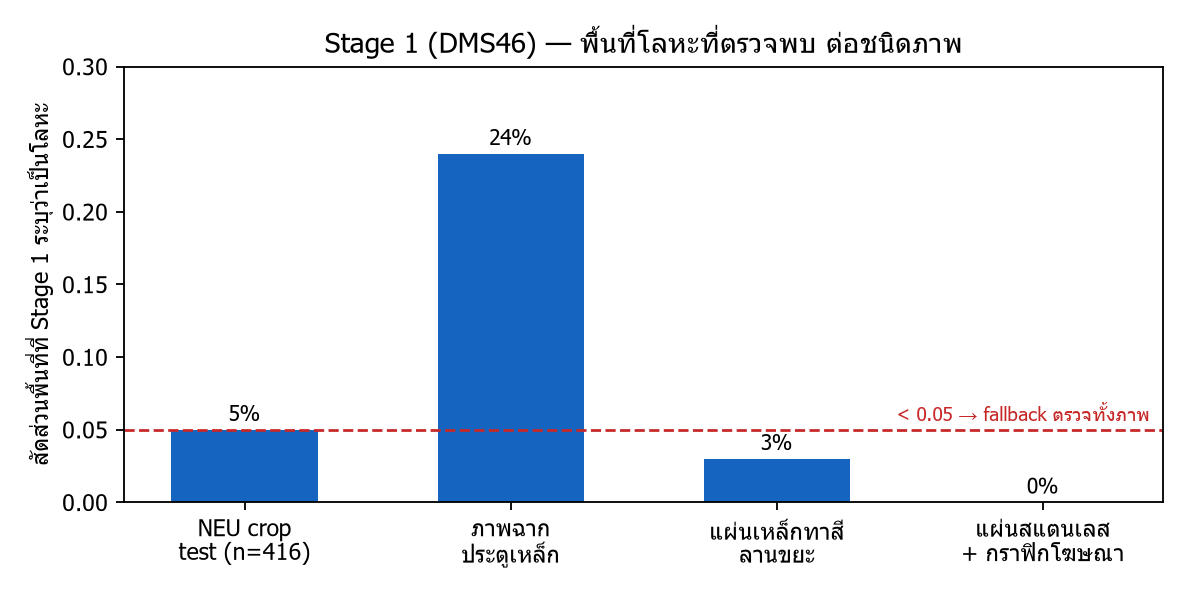 Stage 1 (DMS46) — พื้นที่โลหะที่ตรวจพบ ต่อชนิดภาพ
สัดส่วนพื้นที่ที่ Stage 1 ระบุว่าเป็นโลหะ
0.30
0.25
0.20
0.15
0.10
0.05
0.00
5%
24%
3%
0%
< 0.05 → fallback ตรวจทั้งภาพ
NEU crop
test (n=416)
ภาพฉาก
ประตูเหล็ก
แผ่นเหล็กทาสี
ลานขยะ
แผ่นสแตนเลส
+ กราฟิกโฆษณา